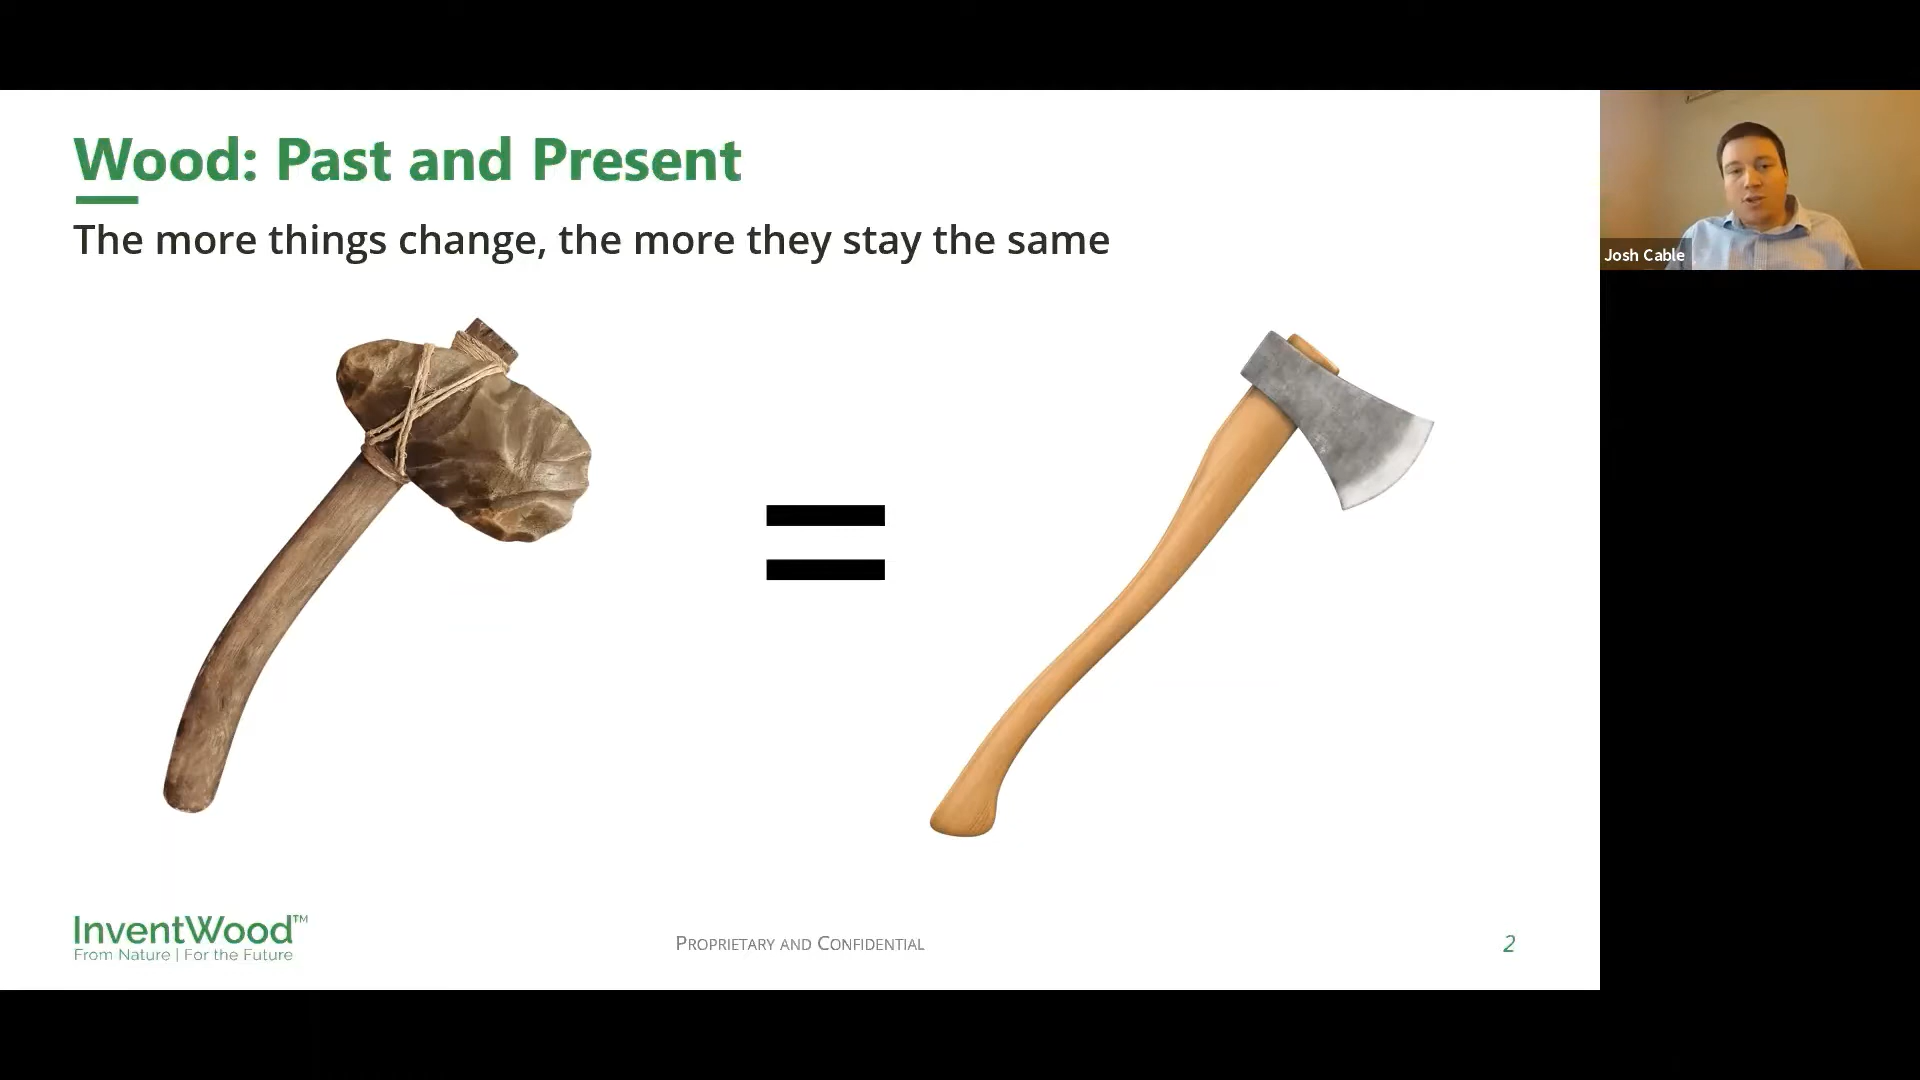 Wood: Past and Present
The more things change, the more they stay the same
Josh Cable
InventWood™
From Nature | For the Future
Proprietary and Confidential
2